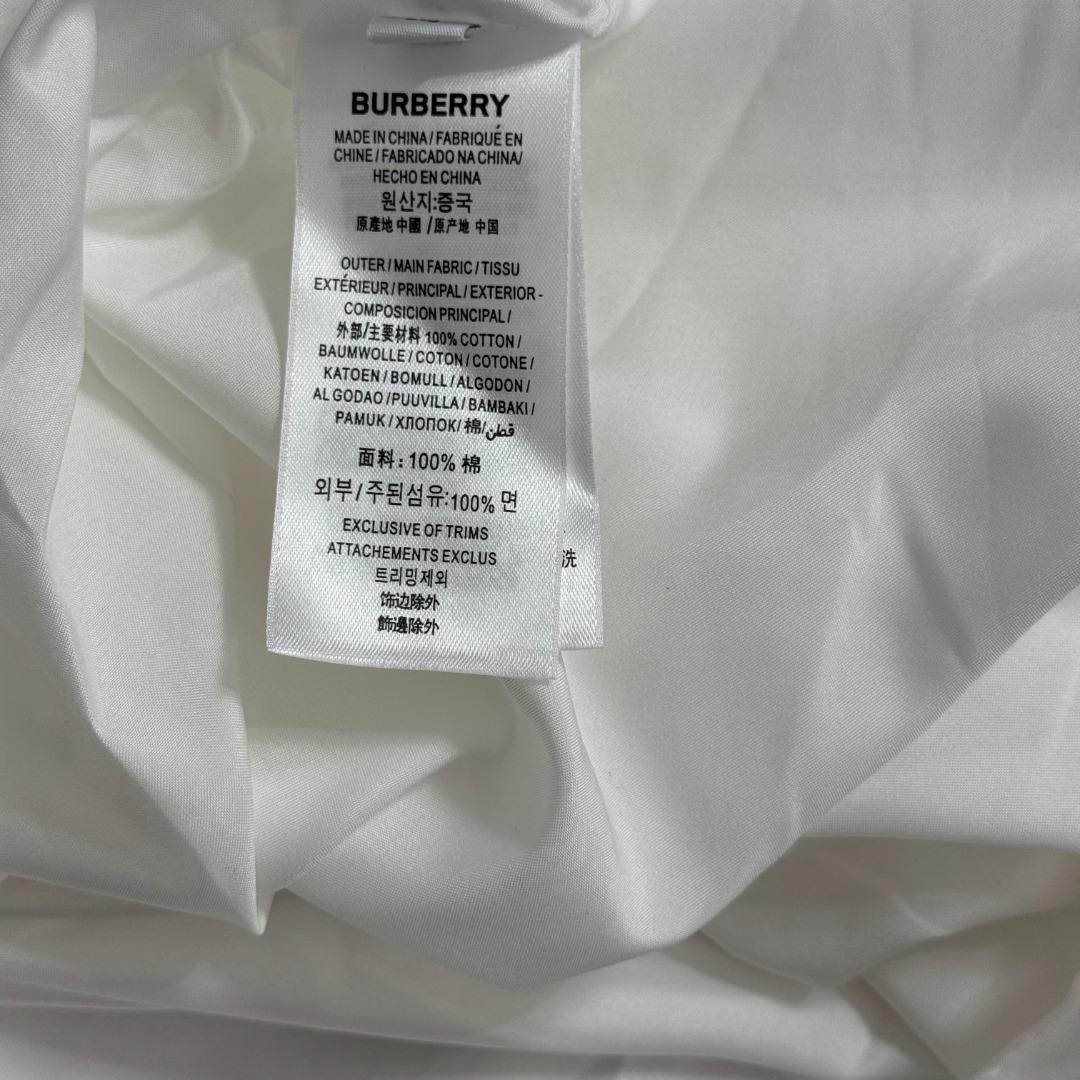 BURBERRY
MADE IN CHINA / FABRIQUÉ EN
CHINE / FABRICADO NA CHINA/
HECHO EN CHINA
원산지:중국
原產地 中國 /原产地 中国
OUTER / MAIN FABRIC / TISSU
EXTÉRIEUR / PRINCIPAL / EXTERIOR -
COMPOSICION PRINCIPAL /
外部/主要材料 100% COTTON /
BAUMWOLLE / COTON / COTONE /
KATOEN / BOMULL / ALGODON /
ALGODAO / PUUVILLA / BAMBAKI /
PAMUK / ХЛОПОК/ 棉/قطن
面料: 100% 棉
외부/주된섬유:100% 면
EXCLUSIVE OF TRIMS
ATTACHEMENTS EXCLUS
트리밍제외
饰边除外
飾邊除外
洗